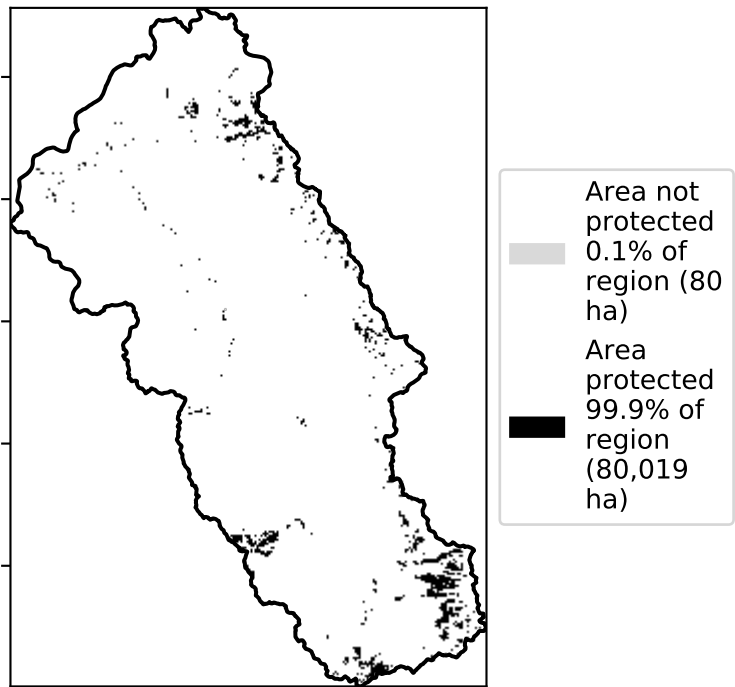 Area not
protected
0.1% of
region (80
ha)
Area
protected
99.9% of
region
(80,019
ha)